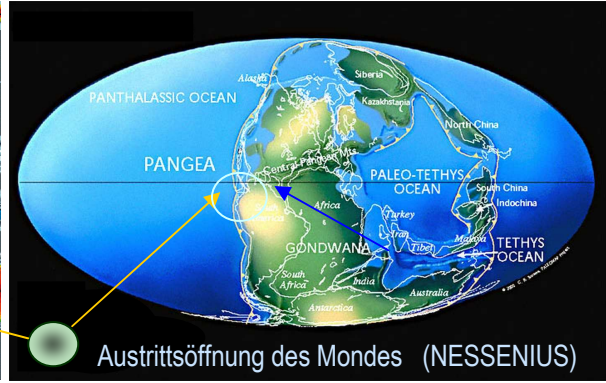 Alaska
Siberia
PANTHALASSIC OCEAN
Kazakhstania
North China
PANGEA
Central Pangean Mts.
PALEO-TETHYS
OCEAN
South China
Indochina
Africa
America
Turkey
Iran
Tibet
Malaya
GONDWANA
TETHYS
OCEAN
South
Africa
India
Australia
Antarctica
Austrittsöffnung des Mondes (NESSENIUS)